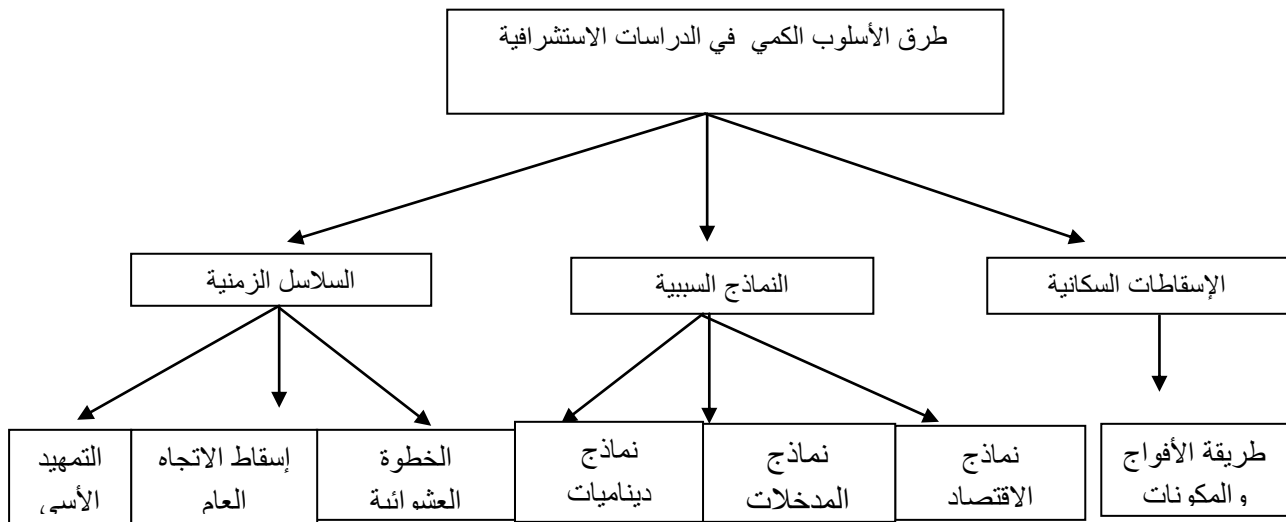 طرق الأسلوب الكمي في الدراسات الاستشرافية
الإسقاطات السكانية
النماذج السببية
السلاسل الزمنية
طريقة الأفواج
والمكونات
نماذج
الاقتصاد
نماذج
المدخلات
نماذج
ديناميات
الخطوة
العشوائية
إسقاط الاتجاه
العام
التمهيد
الأسي